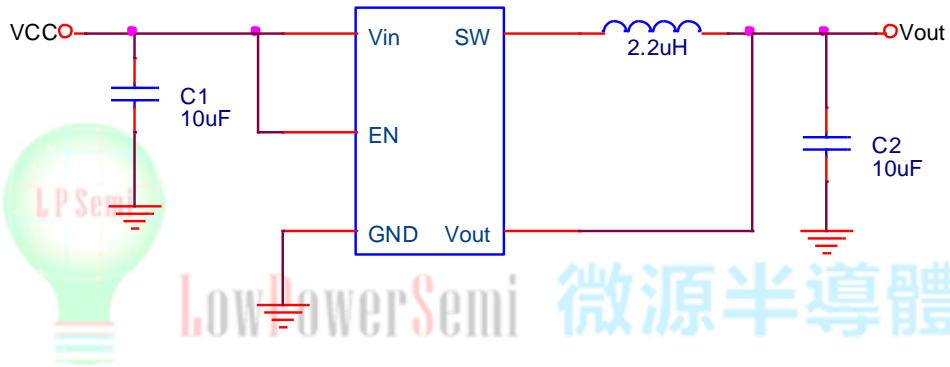 VCC
Vin
SW
2.2uH
Vout
C1
10uF
EN
C2
10uF
LP Semi
GND
Vout
LowPowerSemi 微源半導體